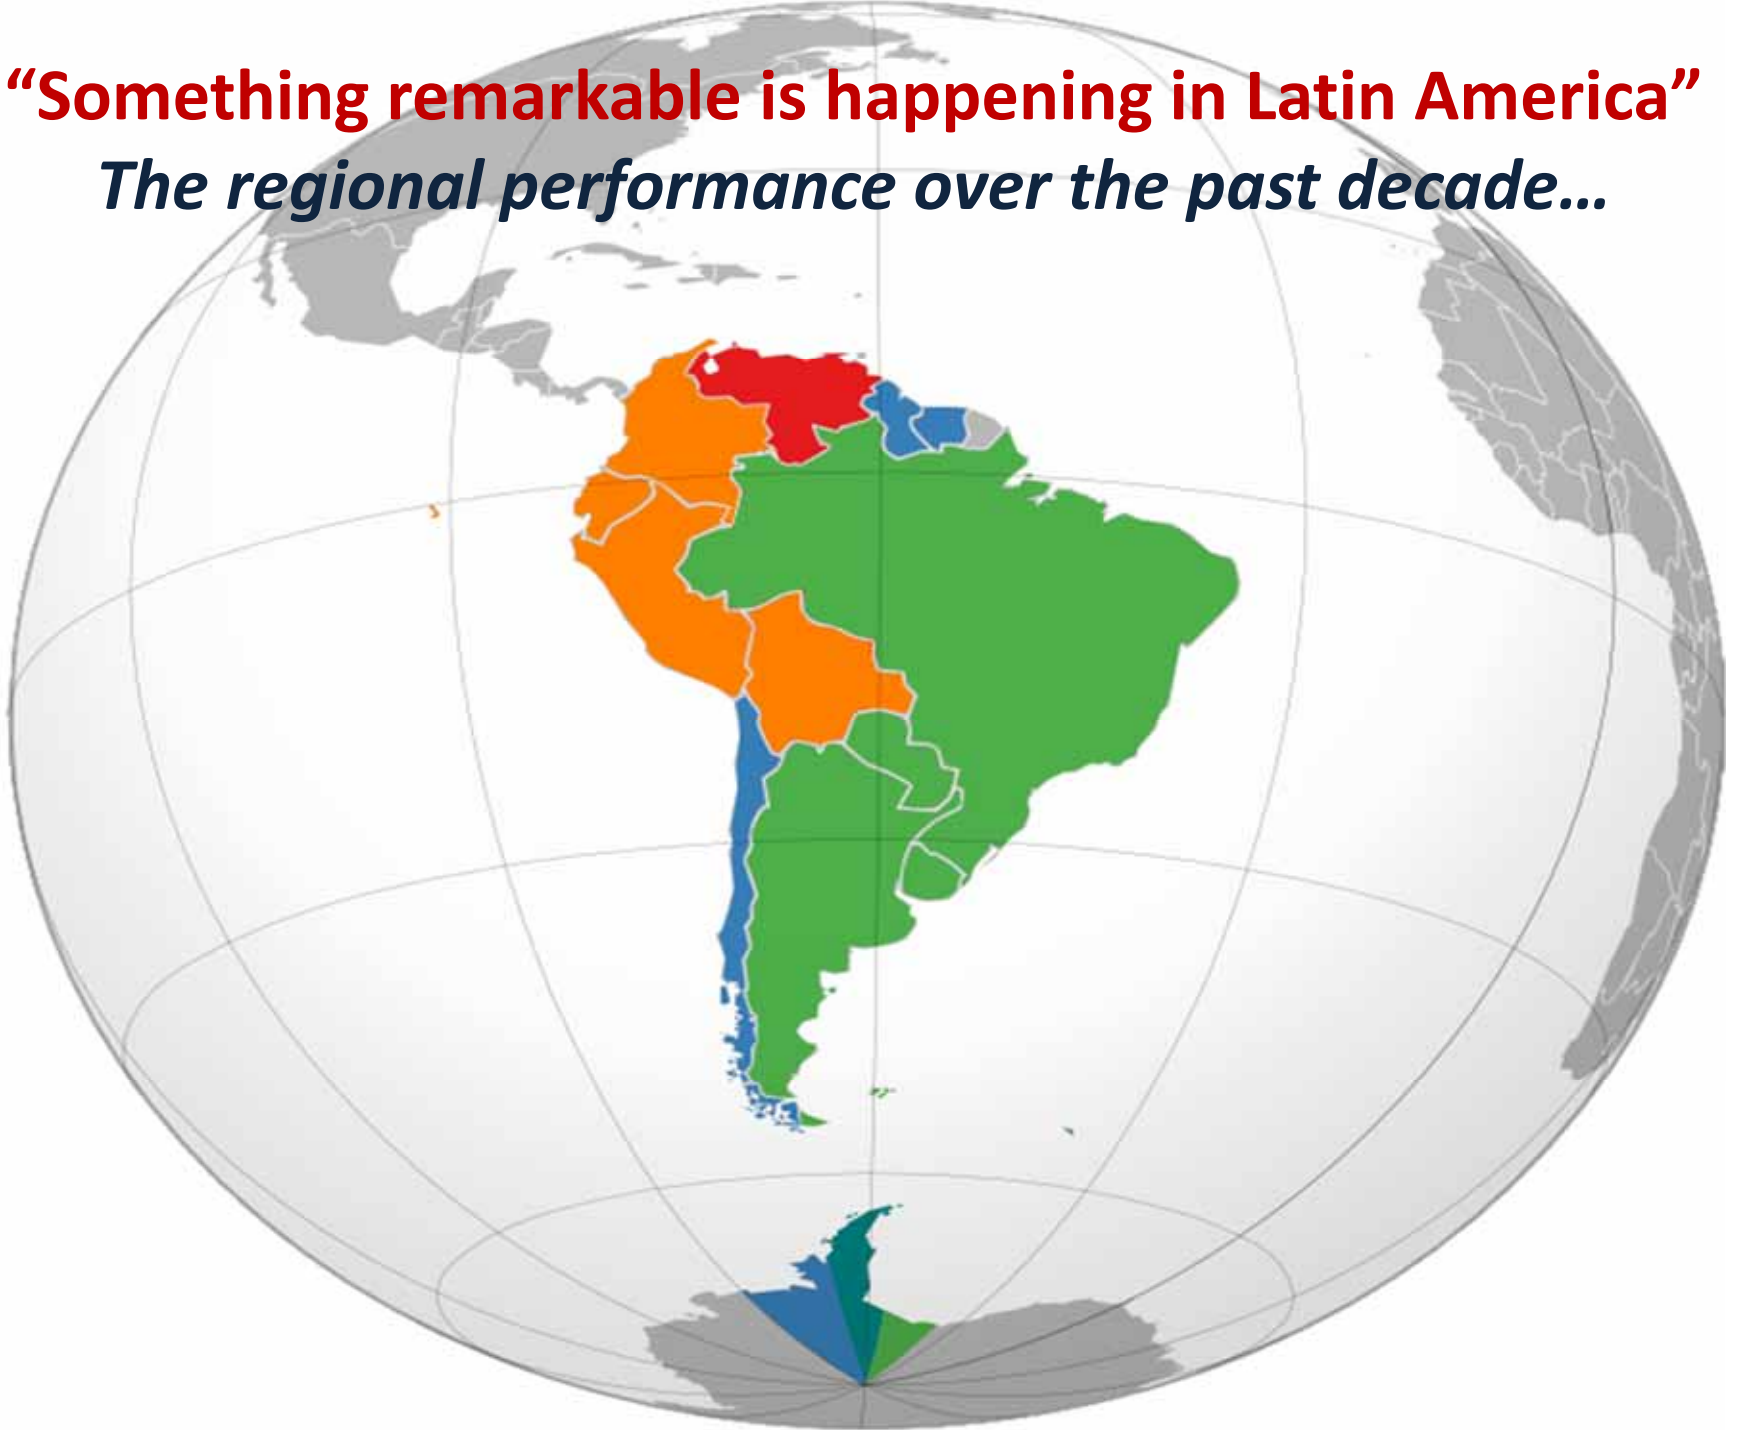 “Something remarkable is happening in Latin America”
The regional performance over the past decade…